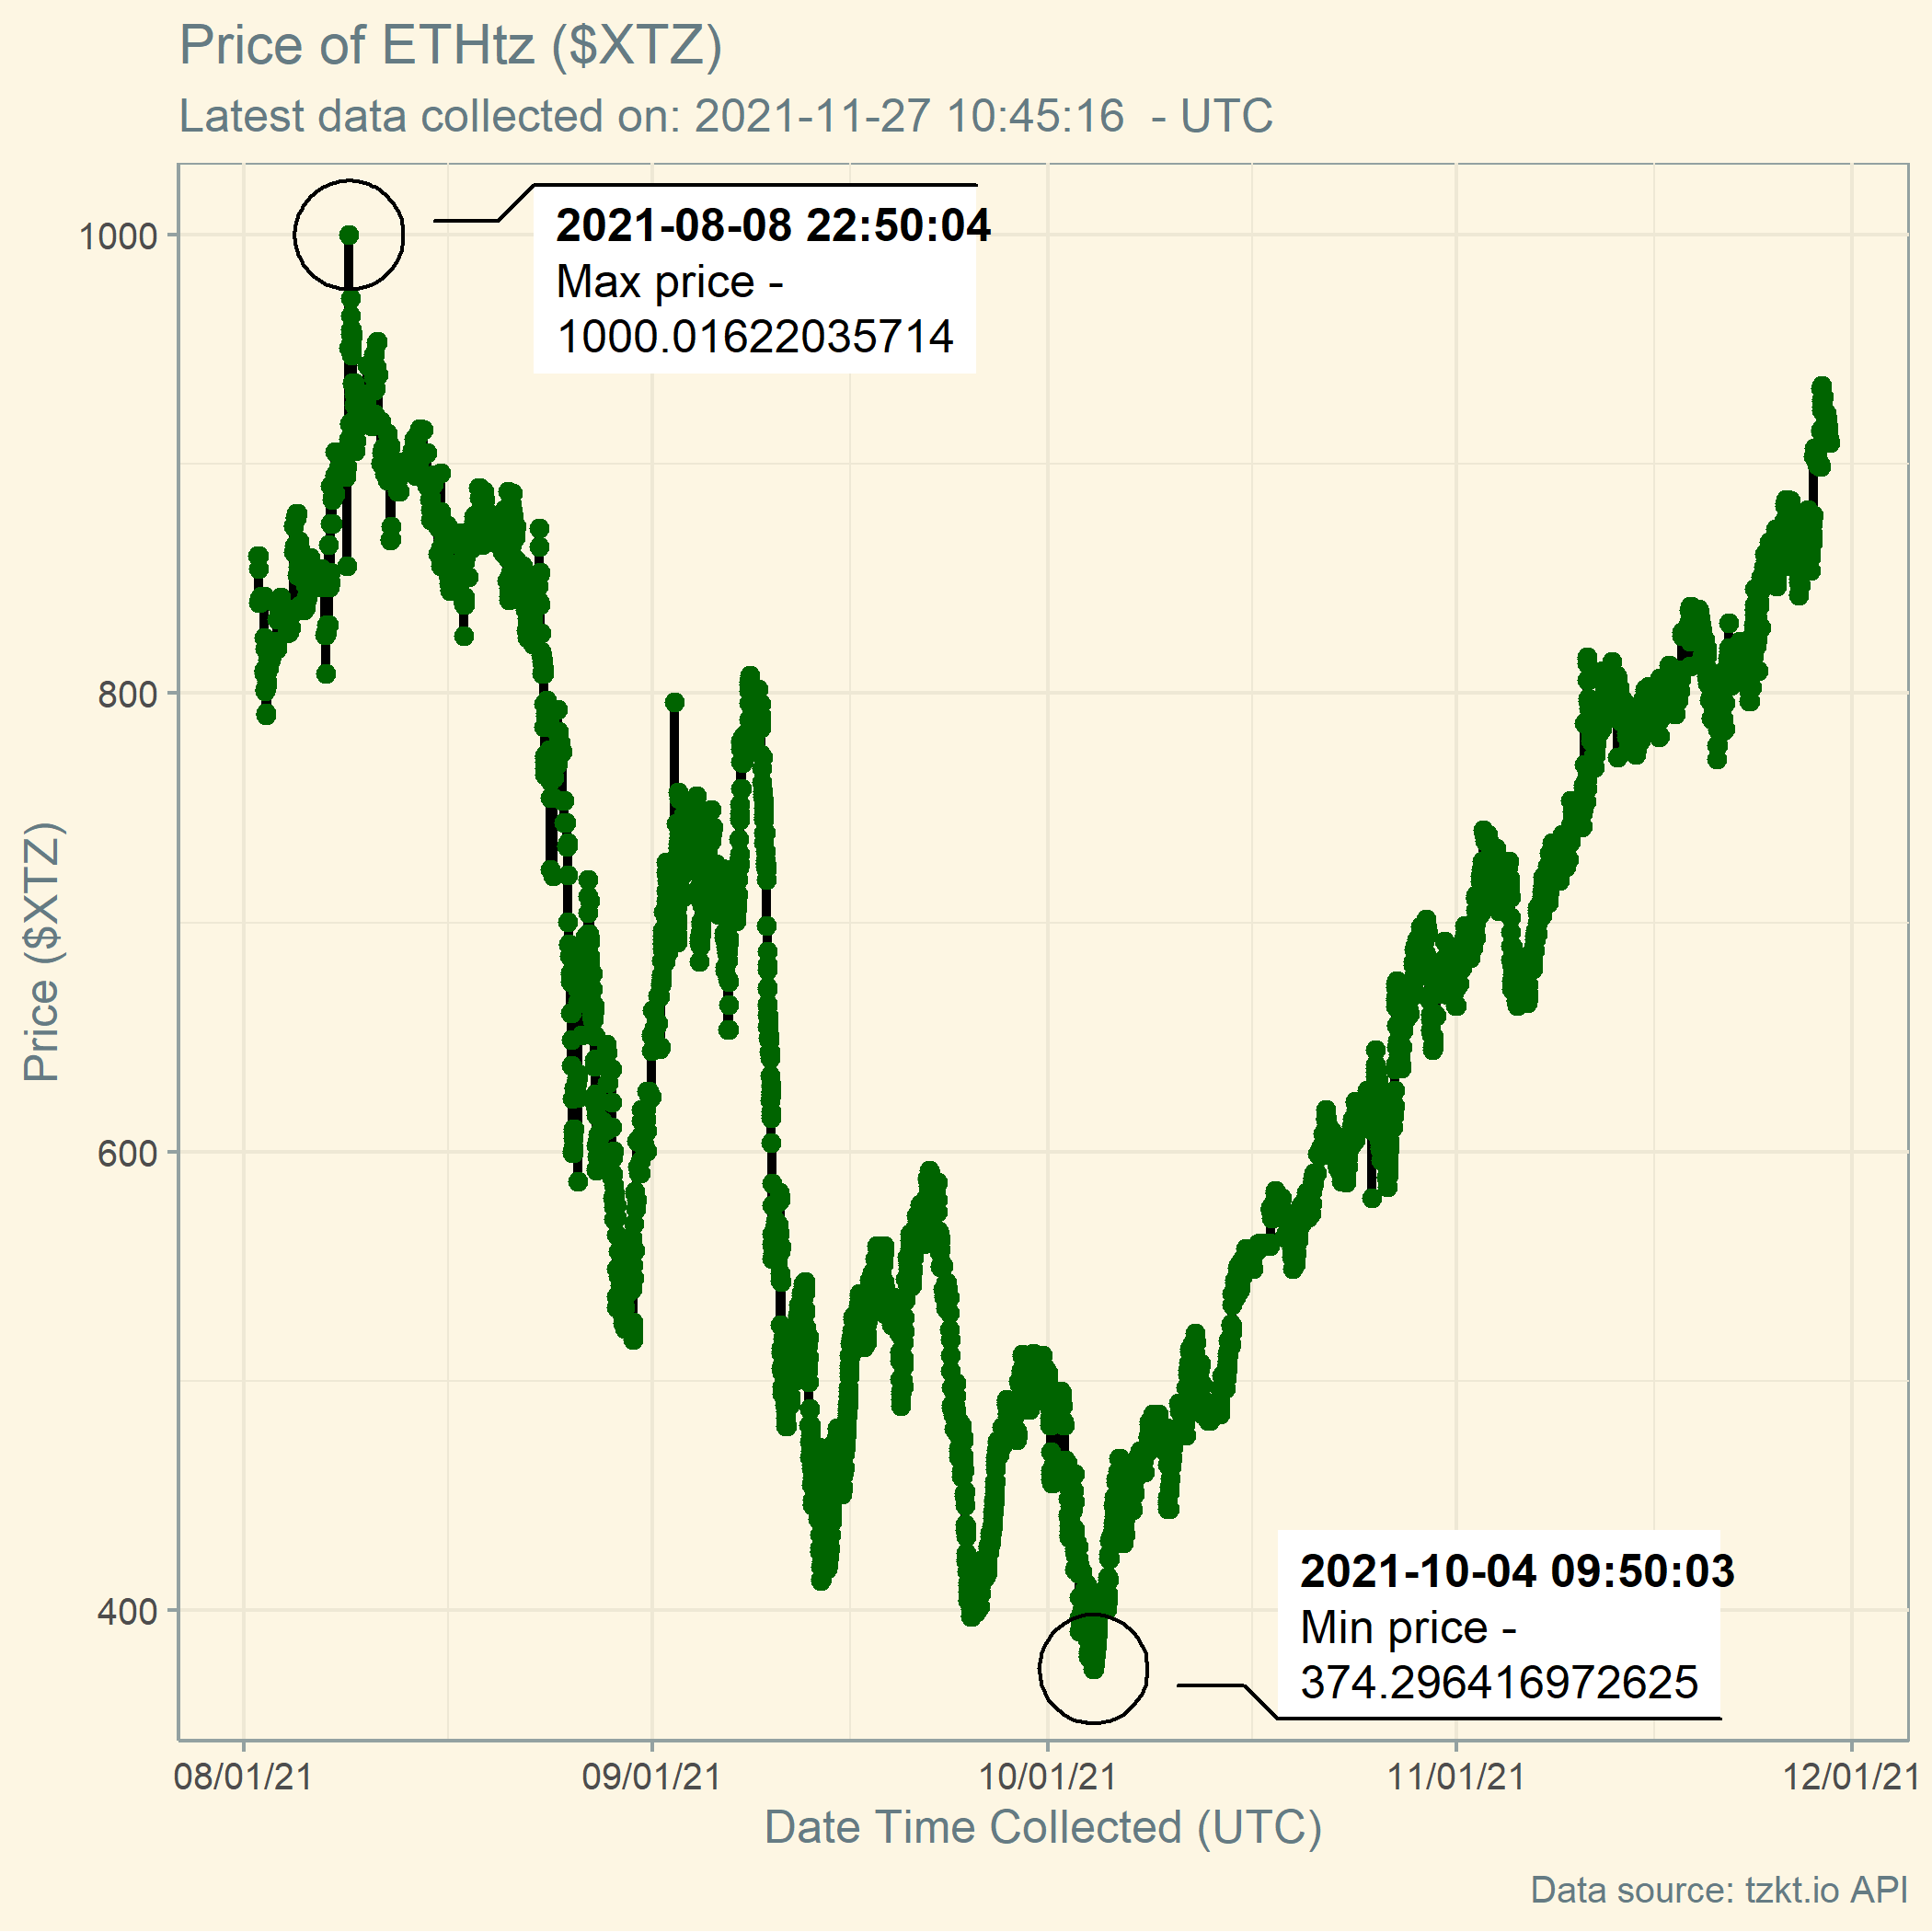 Price of ETHtz ($XTZ)
Latest data collected on: 2021-11-27 10:45:16  - UTC
2021-08-08 22:50:04
Max price -
1000.01622035714
1000
800
600
400
Price ($XTZ)
2021-10-04 09:50:03
Min price -
374.296416972625
08/01/21 09/01/21 10/01/21 11/01/21 12/01/21
Date Time Collected (UTC)
Data source: tzkt.io API